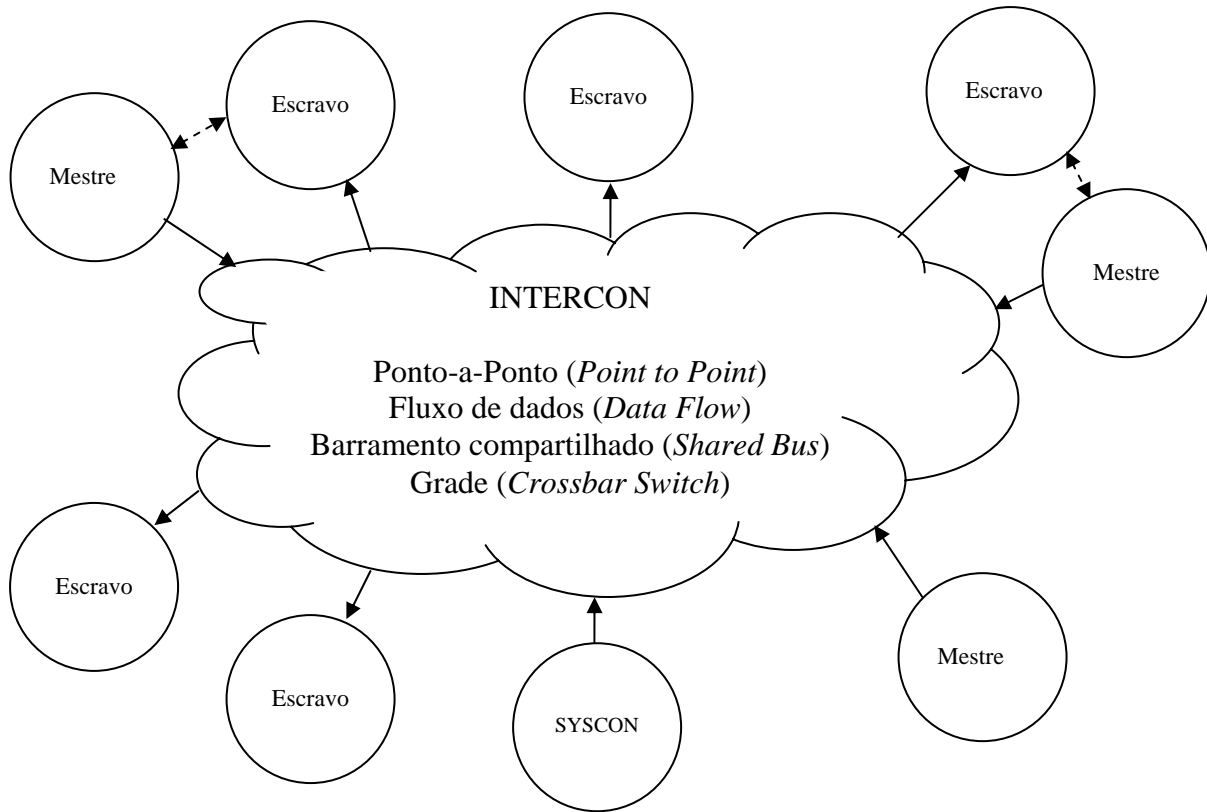 Escravo
Escravo
Escravo
Mestre
Mestre
INTERCON
Ponto-a-Ponto (Point to Point)
Fluxo de dados (Data Flow)
Barramento compartilhado (Shared Bus)
Grade (Crossbar Switch)
Escravo
Mestre
Escravo
SYSCON